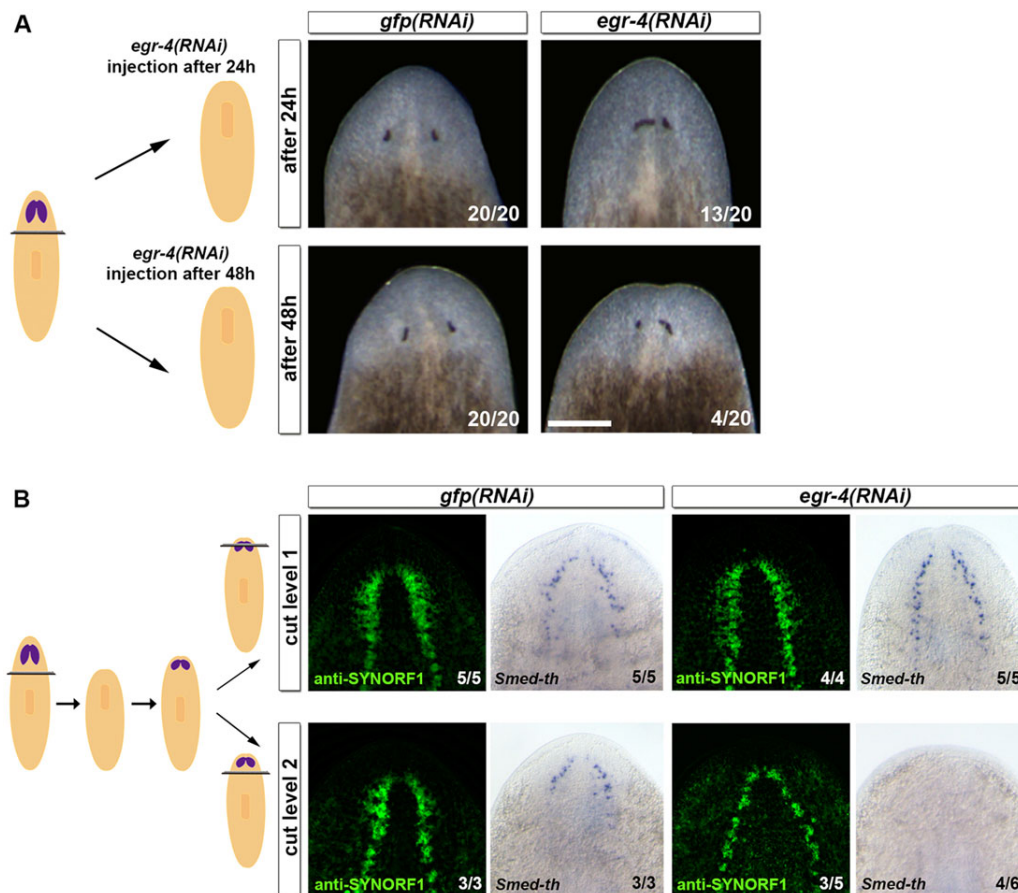 A
egr-4(RNAi)
injection after 24h
egr-4(RNAi)
injection after 48h
gfp(RNAi)
egr-4(RNAi)
after 24h
20/20
13/20
after 48h
20/20
4/20
B
gfp(RNAi)
egr-4(RNAi)
cut level 1
anti-SYNORF1
5/5
Smed-th
5/5
anti-SYNORF1
4/4
Smed-th
5/5
cut level 2
anti-SYNORF1
3/3
Smed-th
3/3
anti-SYNORF1
3/5
Smed-th
4/6